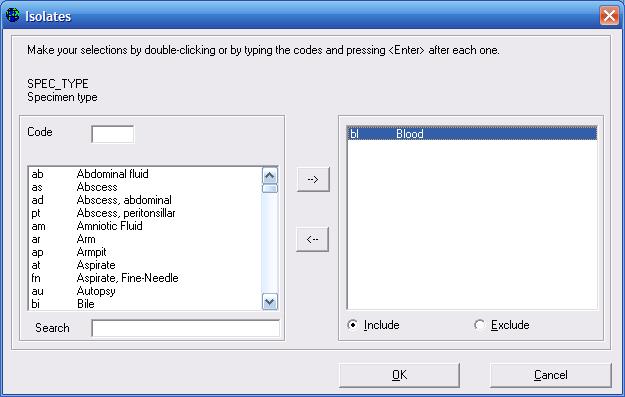 Isolates
Make your selections by double-clicking or by typing the codes and pressing <Enter> after each one.
SPEC_TYPE
Specimen type
Code
ab Abdominal fluid
as Abscess
ad Abscess, abdominal
pt Abscess, peritonsillar
am Amniotic Fluid
ar Arm
ap Armpit
at Aspirate
fn Aspirate, Fine-Needle
au Autopsy
bi Bile
Search
-->
<--
bl Blood
Include Exclude
OK Cancel